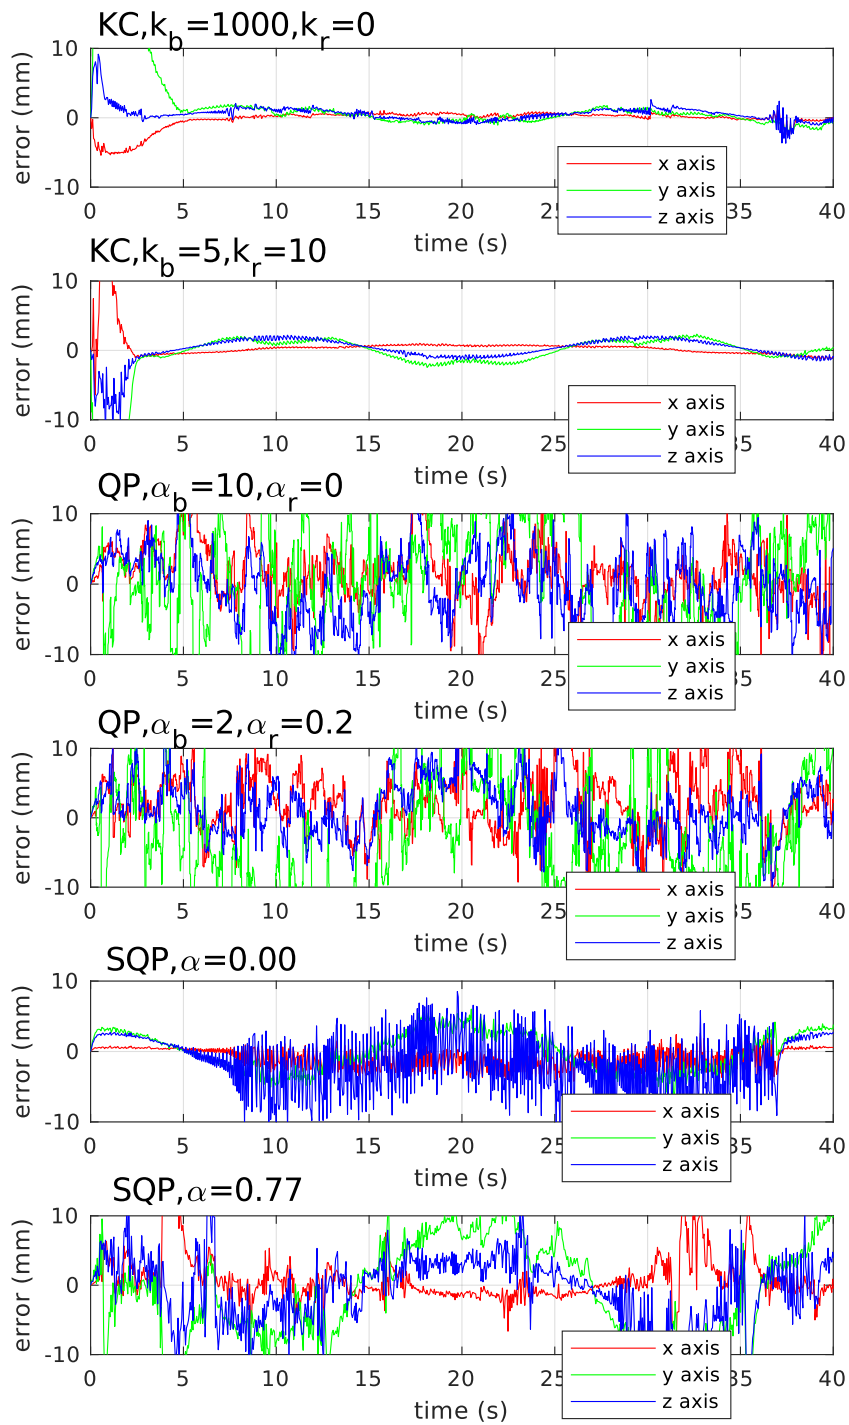 KC,k_b=1000,k_r=0
10
0
-10
error (mm)
x axis
y axis
z axis
0 5 10 15 20 25 35 40
time (s)
KC,k_b=5,k_r=10
10
0
-10
error (mm)
x axis
y axis
z axis
0 5 10 15 20 25 35 40
time (s)
QP,α_b=10,α_r=0
10
0
-10
error (mm)
x axis
y axis
z axis
0 5 10 15 20 25 35 40
time (s)
QP,α_b=2,α_r=0.2
10
0
-10
error (mm)
x axis
y axis
z axis
0 5 10 15 20 25 35 40
time (s)
SQP,α=0.00
10
0
-10
error (mm)
x axis
y axis
z axis
0 5 10 15 20 25 35 40
time (s)
SQP,α=0.77
10
0
-10
error (mm)
x axis
y axis
z axis
0 5 10 15 20 25 35 40
time (s)